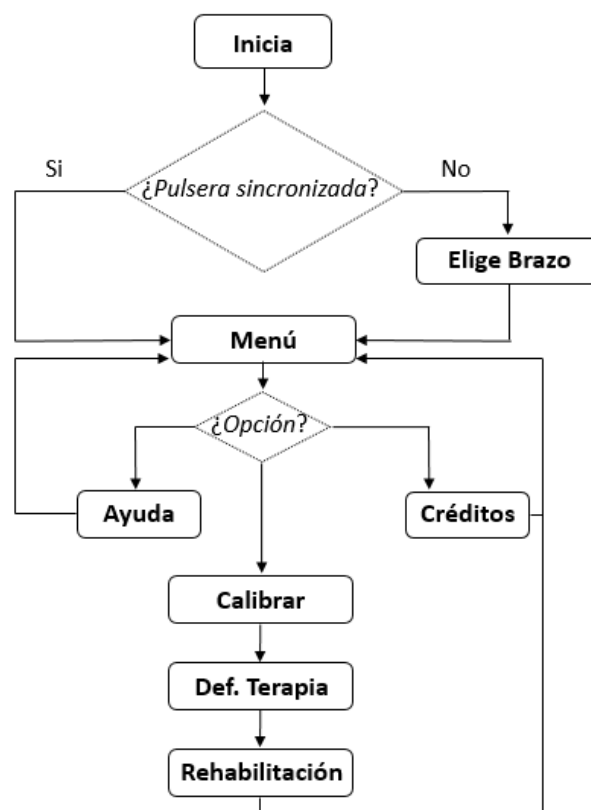 Inicia
Si
¿Pulsera sincronizada?
No
Elige Brazo
Menú
¿Opción?
Ayuda
Créditos
Calibrar
Def. Terapia
Rehabilitación